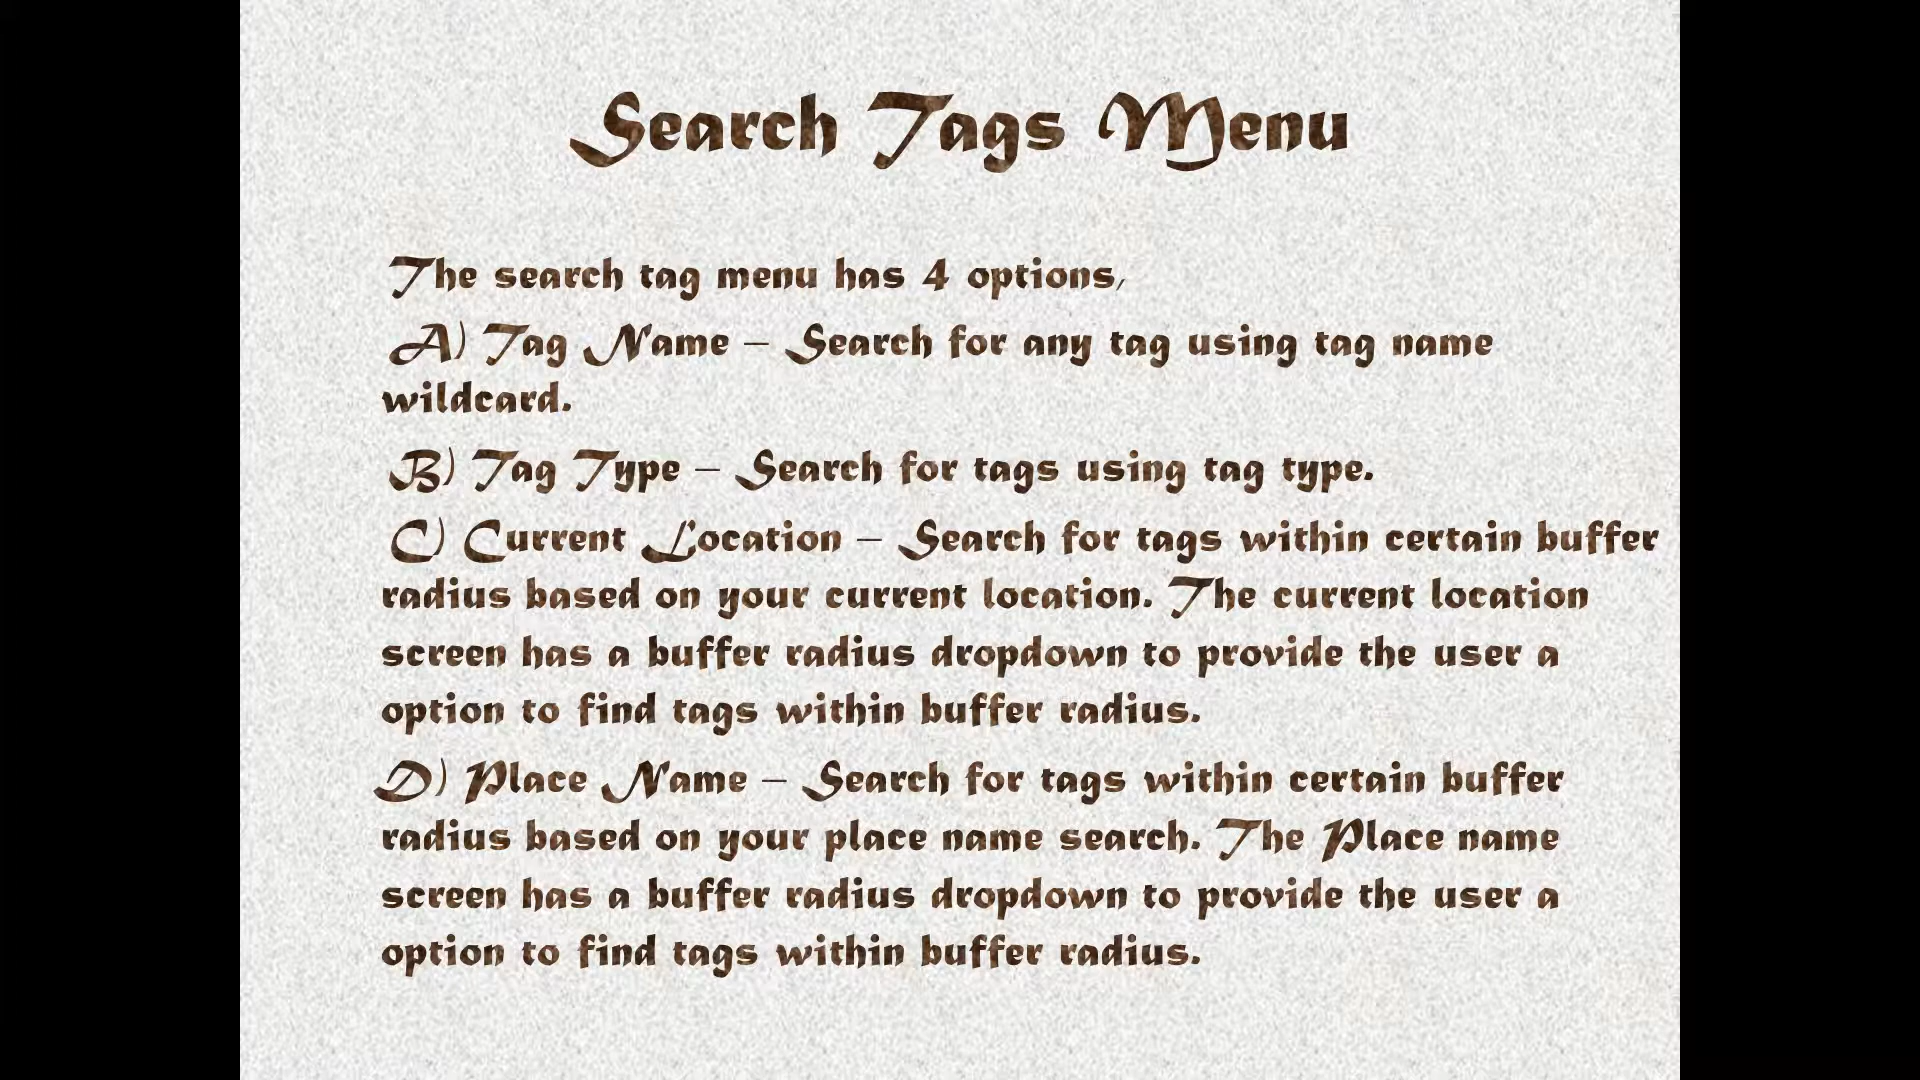 Search Tags Menu
The search tag menu has 4 options,
A) Tag Name – Search for any tag using tag name
wildcard.
B) Tag Type – Search for tags using tag type.
C) Current Location – Search for tags within certain buffer
radius based on your current location. The current location
screen has a buffer radius dropdown to provide the user a
option to find tags within buffer radius.
D) Place Name – Search for tags within certain buffer
radius based on your place name search. The Place name
screen has a buffer radius dropdown to provide the user a
option to find tags within buffer radius.